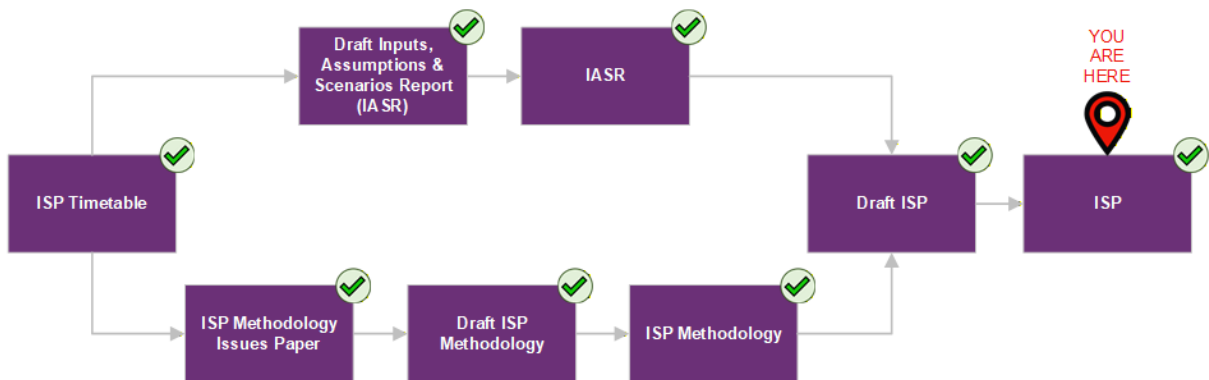 YOU
ARE
HERE
Draft Inputs,
Assumptions &
Scenarios Report
(IASR)
IASR
ISP Timetable
Draft ISP
ISP
ISP Methodology
Issues Paper
Draft ISP
Methodology
ISP Methodology